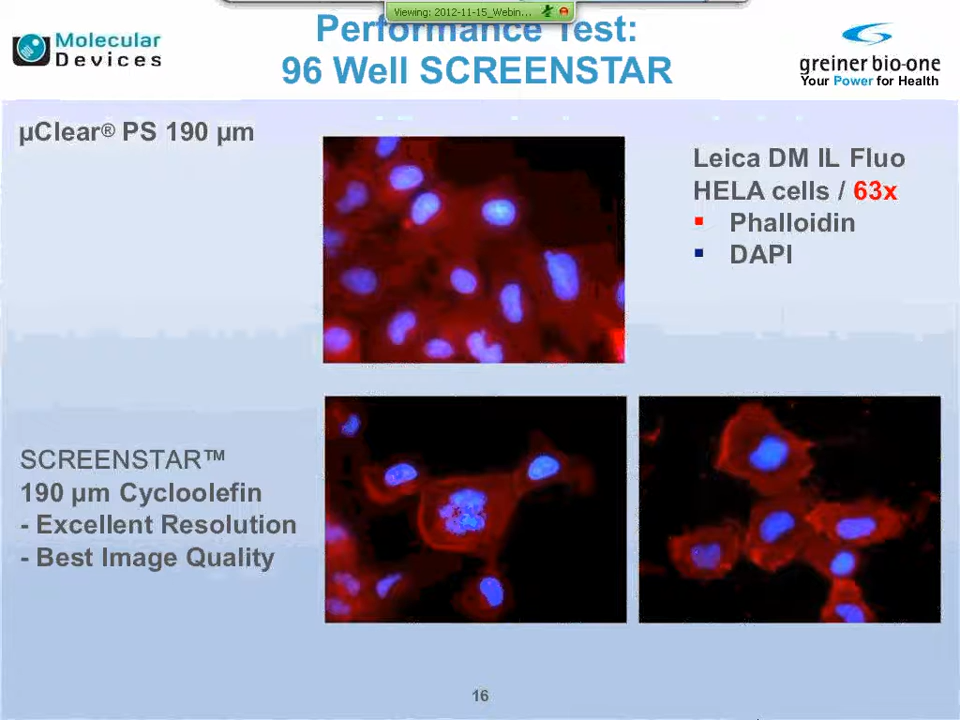 Viewing: 2012-11-15_Webin...
Performance Test:
96 Well SCREENSTAR
Molecular
Devices
greiner bio-one
Your Power for Health
µClear® PS 190 µm
Leica DM IL Fluo
HELA cells / 63x
▪ Phalloidin
▪ DAPI
SCREENSTAR™
190 µm Cycloolefin
- Excellent Resolution
- Best Image Quality
16